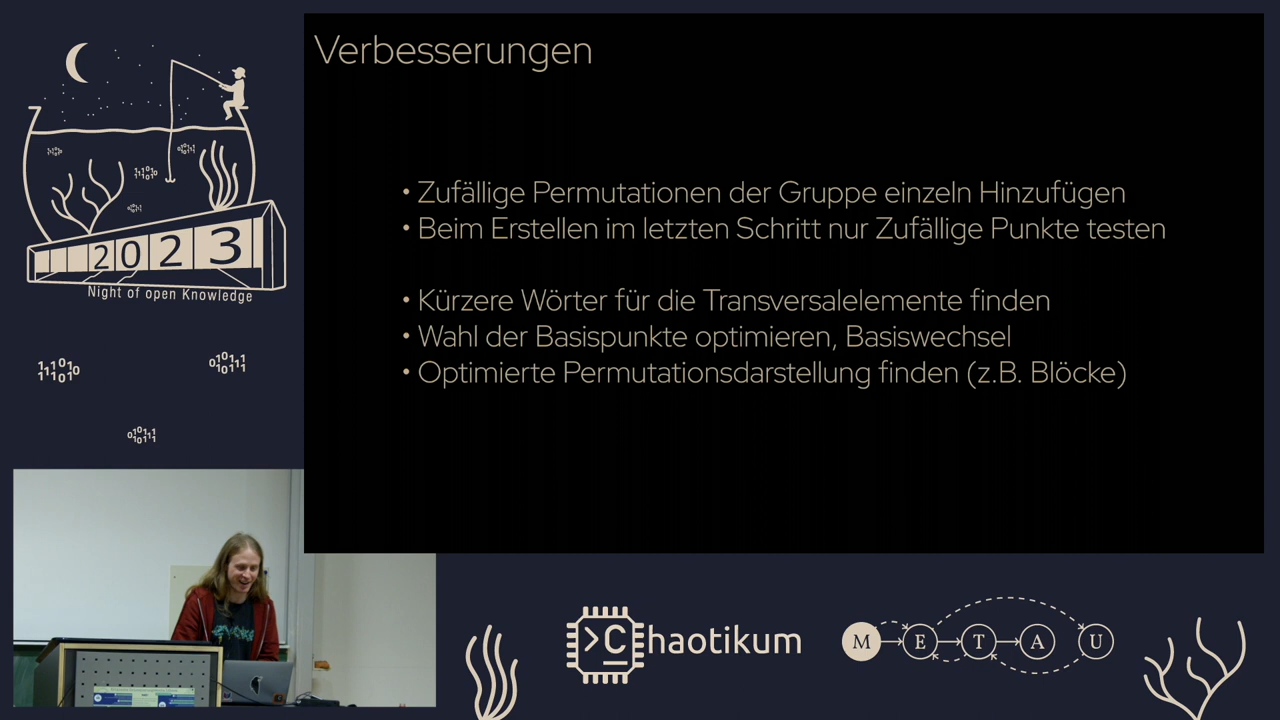 Verbesserungen
• Zufällige Permutationen der Gruppe einzeln Hinzufügen
• Beim Erstellen im letzten Schritt nur Zufällige Punkte testen
• Kürzere Wörter für die Transversalelemente finden
• Wahl der Basispunkte optimieren, Basiswechsel
• Optimierte Permutationsdarstellung finden (z.B. Blöcke)
2023
Night of open Knowledge
>Chaotikum
M E T A U